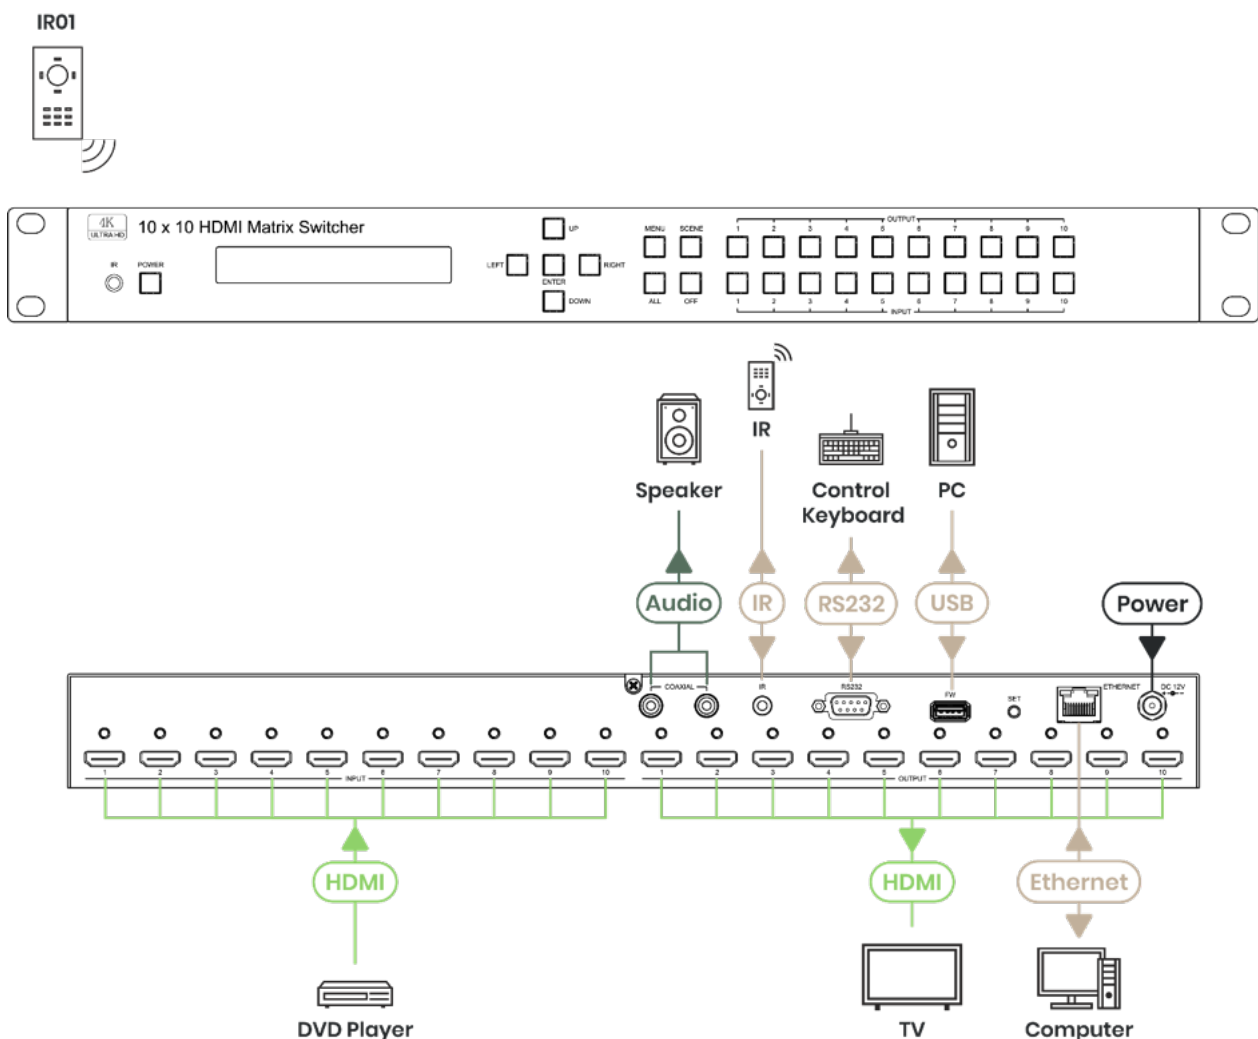 IR01
4K
ULTRA HD
10 x 10 HDMI Matrix Switcher
IR
POWER
UP
LEFT
RIGHT
ENTER
DOWN
MENU
SCENE
ALL
OFF
OUTPUT
1 2 3 4 5 6 7 8 9 10
1 2 3 4 5 6 7 8 9 10
INPUT
Speaker
IR
Control
Keyboard
PC
Audio
IR
RS232
USB
Power
COAXIAL
IR
RS232
FW
SET
ETHERNET
DC 12V
1 2 3 4 5 6 7 8 9 10
INPUT
1 2 3 4 5 6 7 8 9 10
OUTPUT
HDMI
HDMI
Ethernet
DVD Player
TV
Computer